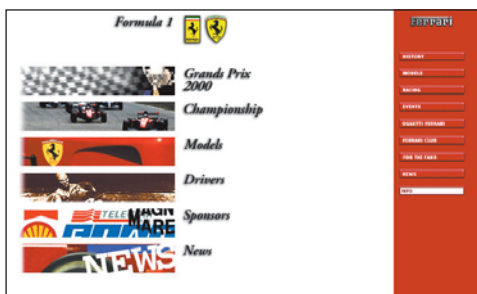 Formula 1
Ferrari
Grands Prix
2000
Championship
Models
Drivers
TELE
MAGN
MARE
Sponsors
NEWS
News
HISTORY
MODELS
RACING
EVENTS
OGGETTI FERRARI
FERRARI CLUB
FOR THE FANS
NEWS
INFO